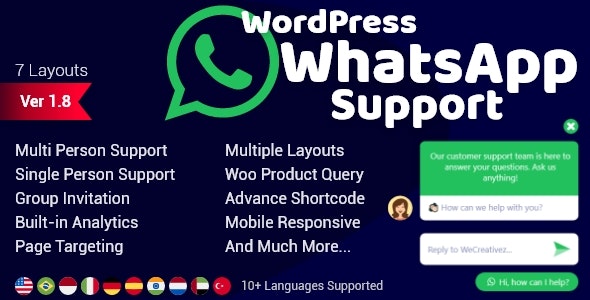 WordPress
WhatsApp
Support
7 Layouts
Ver 1.8
Multi Person Support
Single Person Support
Group Invitation
Built-in Analytics
Page Targeting
Multiple Layouts
Woo Product Query
Advance Shortcode
Mobile Responsive
And Much More...
Our customer support team is here to
answer your questions. Ask us
anything!
How can we help you with?
Reply to WeCreativez...
Hi, how can I help?
10+ Languages Supported